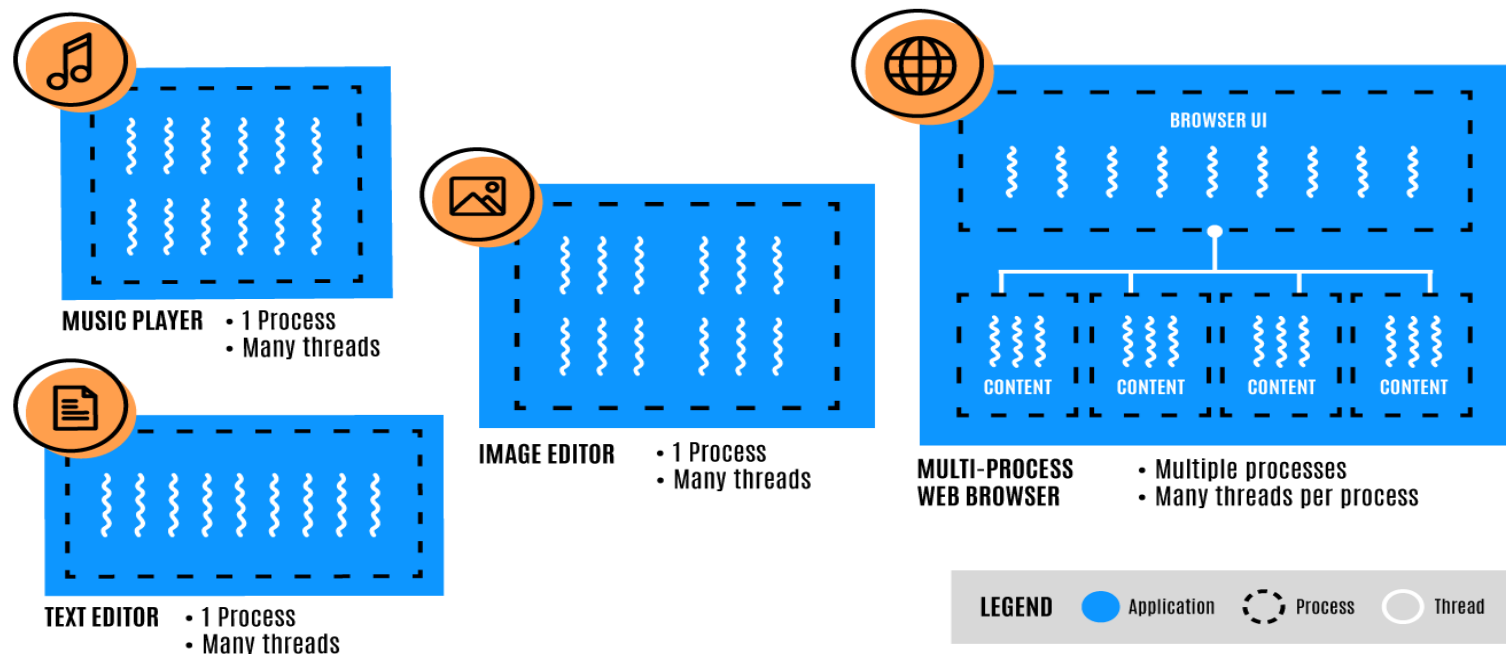 MUSIC PLAYER
• 1 Process
• Many threads
TEXT EDITOR
• 1 Process
• Many threads
IMAGE EDITOR
• 1 Process
• Many threads
BROWSER UI
CONTENT CONTENT CONTENT CONTENT
MULTI-PROCESS
WEB BROWSER
• Multiple processes
• Many threads per process
LEGEND Application Process Thread